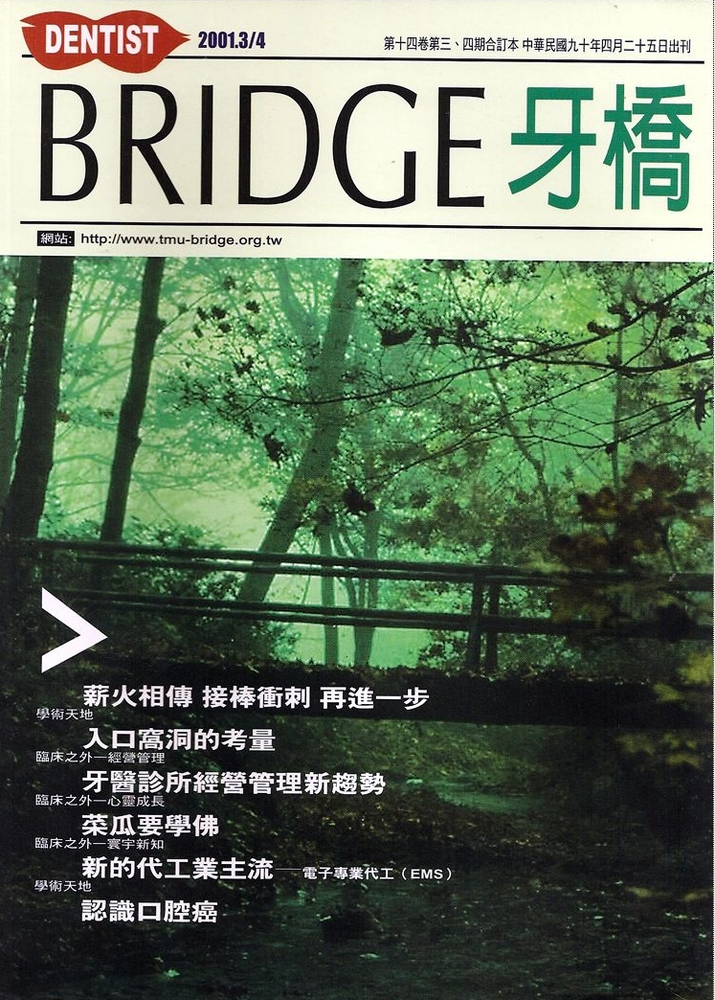 DENTIST
2001.3/4
第十四卷第三、四期合訂本 中華民國九十年四月二十五日出刊
BRIDGE 牙橋
網站: http://www.tmu-bridge.org.tw
薪火相傳 接棒衝刺 再進一步
學術天地
入口窩洞的考量
臨床之外—經營管理
牙醫診所經營管理新趨勢
臨床之外—心靈成長
菜瓜要學佛
臨床之外—寰宇新知
新的代工業主流──電子專業代工(EMS)
學術天地
認識口腔癌